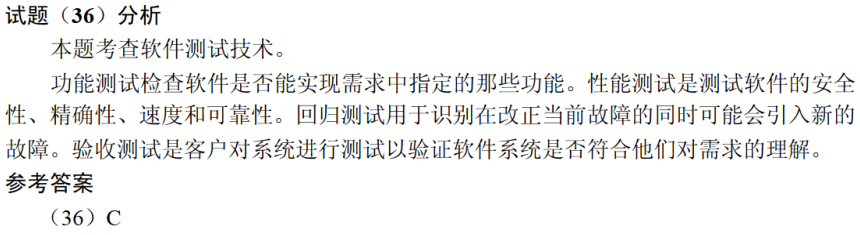 试题（36）分析
本题考查软件测试技术。
功能测试检查软件是否能实现需求中指定的那些功能。性能测试是测试软件的安全
性、精确性、速度和可靠性。回归测试用于识别在改正当前故障的同时可能会引入新的
故障。验收测试是客户对系统进行测试以验证软件系统是否符合他们对需求的理解。
参考答案
（36）C